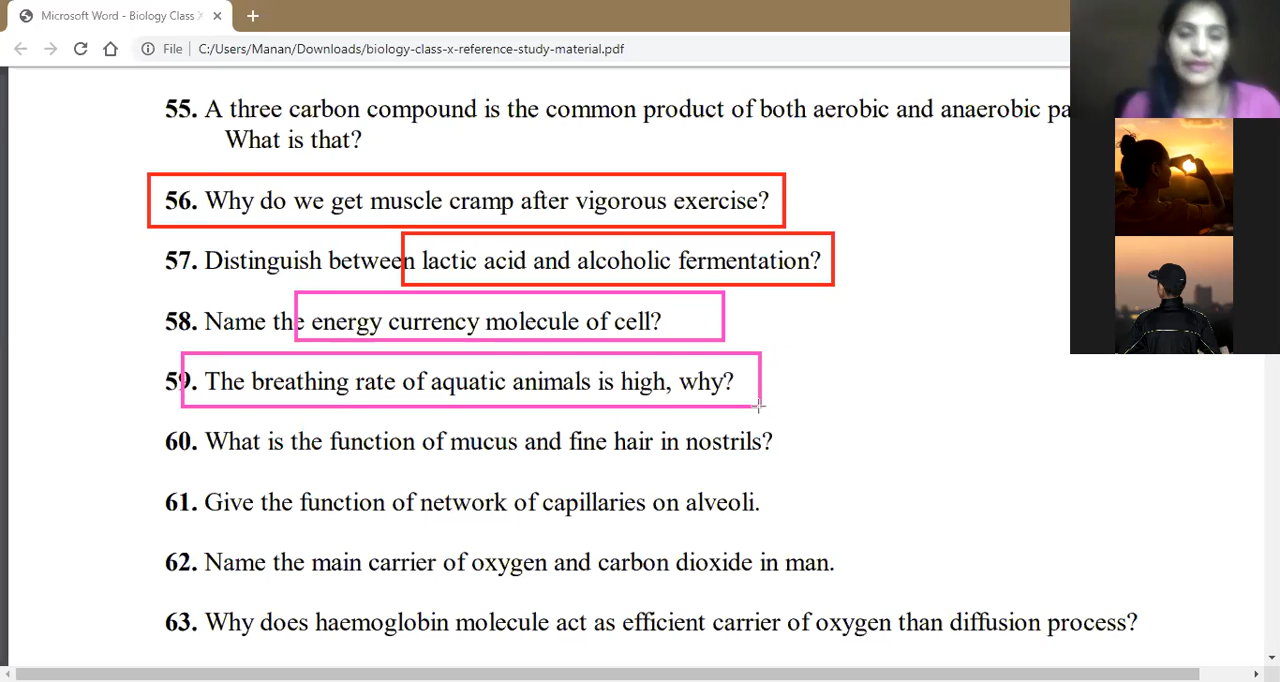 Microsoft Word - Biology Class X
File C:/Users/Manan/Downloads/biology-class-x-reference-study-material.pdf
55. A three carbon compound is the common product of both aerobic and anaerobic pa
What is that?
56. Why do we get muscle cramp after vigorous exercise?
57. Distinguish between lactic acid and alcoholic fermentation?
58. Name the energy currency molecule of cell?
59. The breathing rate of aquatic animals is high, why?
60. What is the function of mucus and fine hair in nostrils?
61. Give the function of network of capillaries on alveoli.
62. Name the main carrier of oxygen and carbon dioxide in man.
63. Why does haemoglobin molecule act as efficient carrier of oxygen than diffusion process?